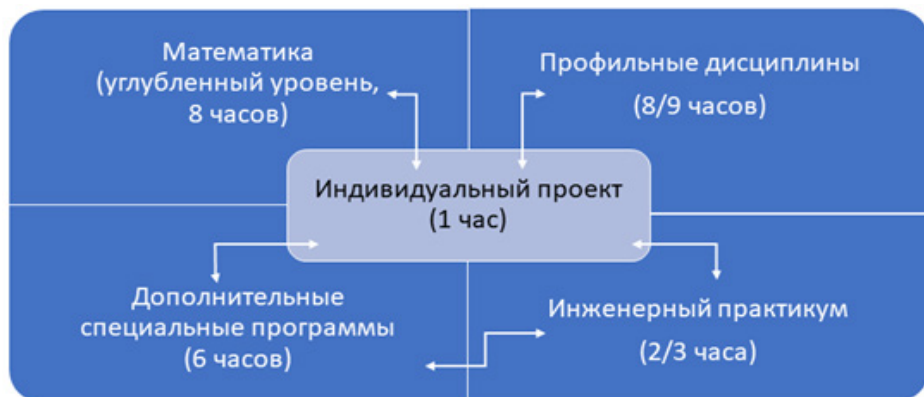 Математика
(углубленный уровень,
8 часов)
Профильные дисциплины
(8/9 часов)
Индивидуальный проект
(1 час)
Дополнительные
специальные программы
(6 часов)
Инженерный практикум
(2/3 часа)